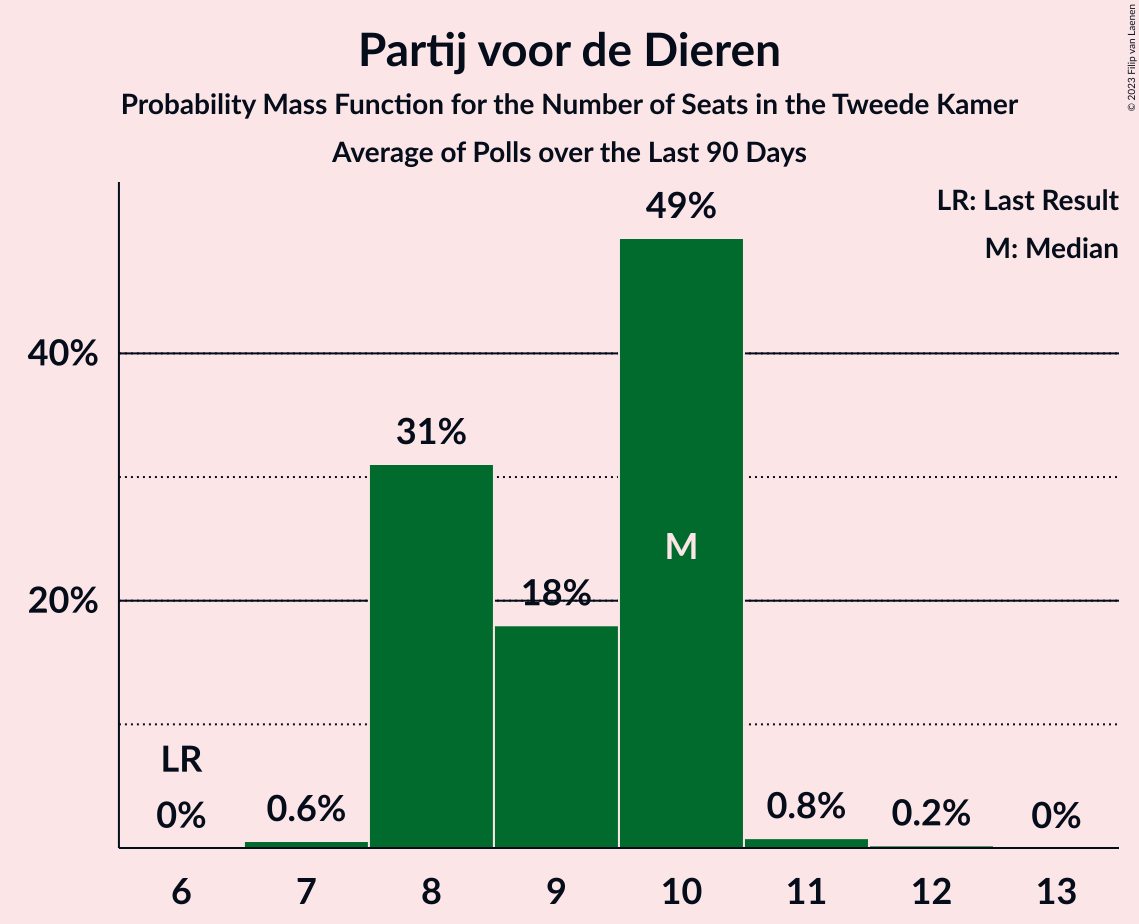 Partij voor de Dieren
Probability Mass Function for the Number of Seats in the Tweede Kamer
Average of Polls over the Last 90 Days
© 2023 Filip van Laenen
LR: Last Result
M: Median
49%
40%
31%
M
20%
18%
LR
0%
0.6%
0.8%
0.2%
0%
6 7 8 9 10 11 12 13